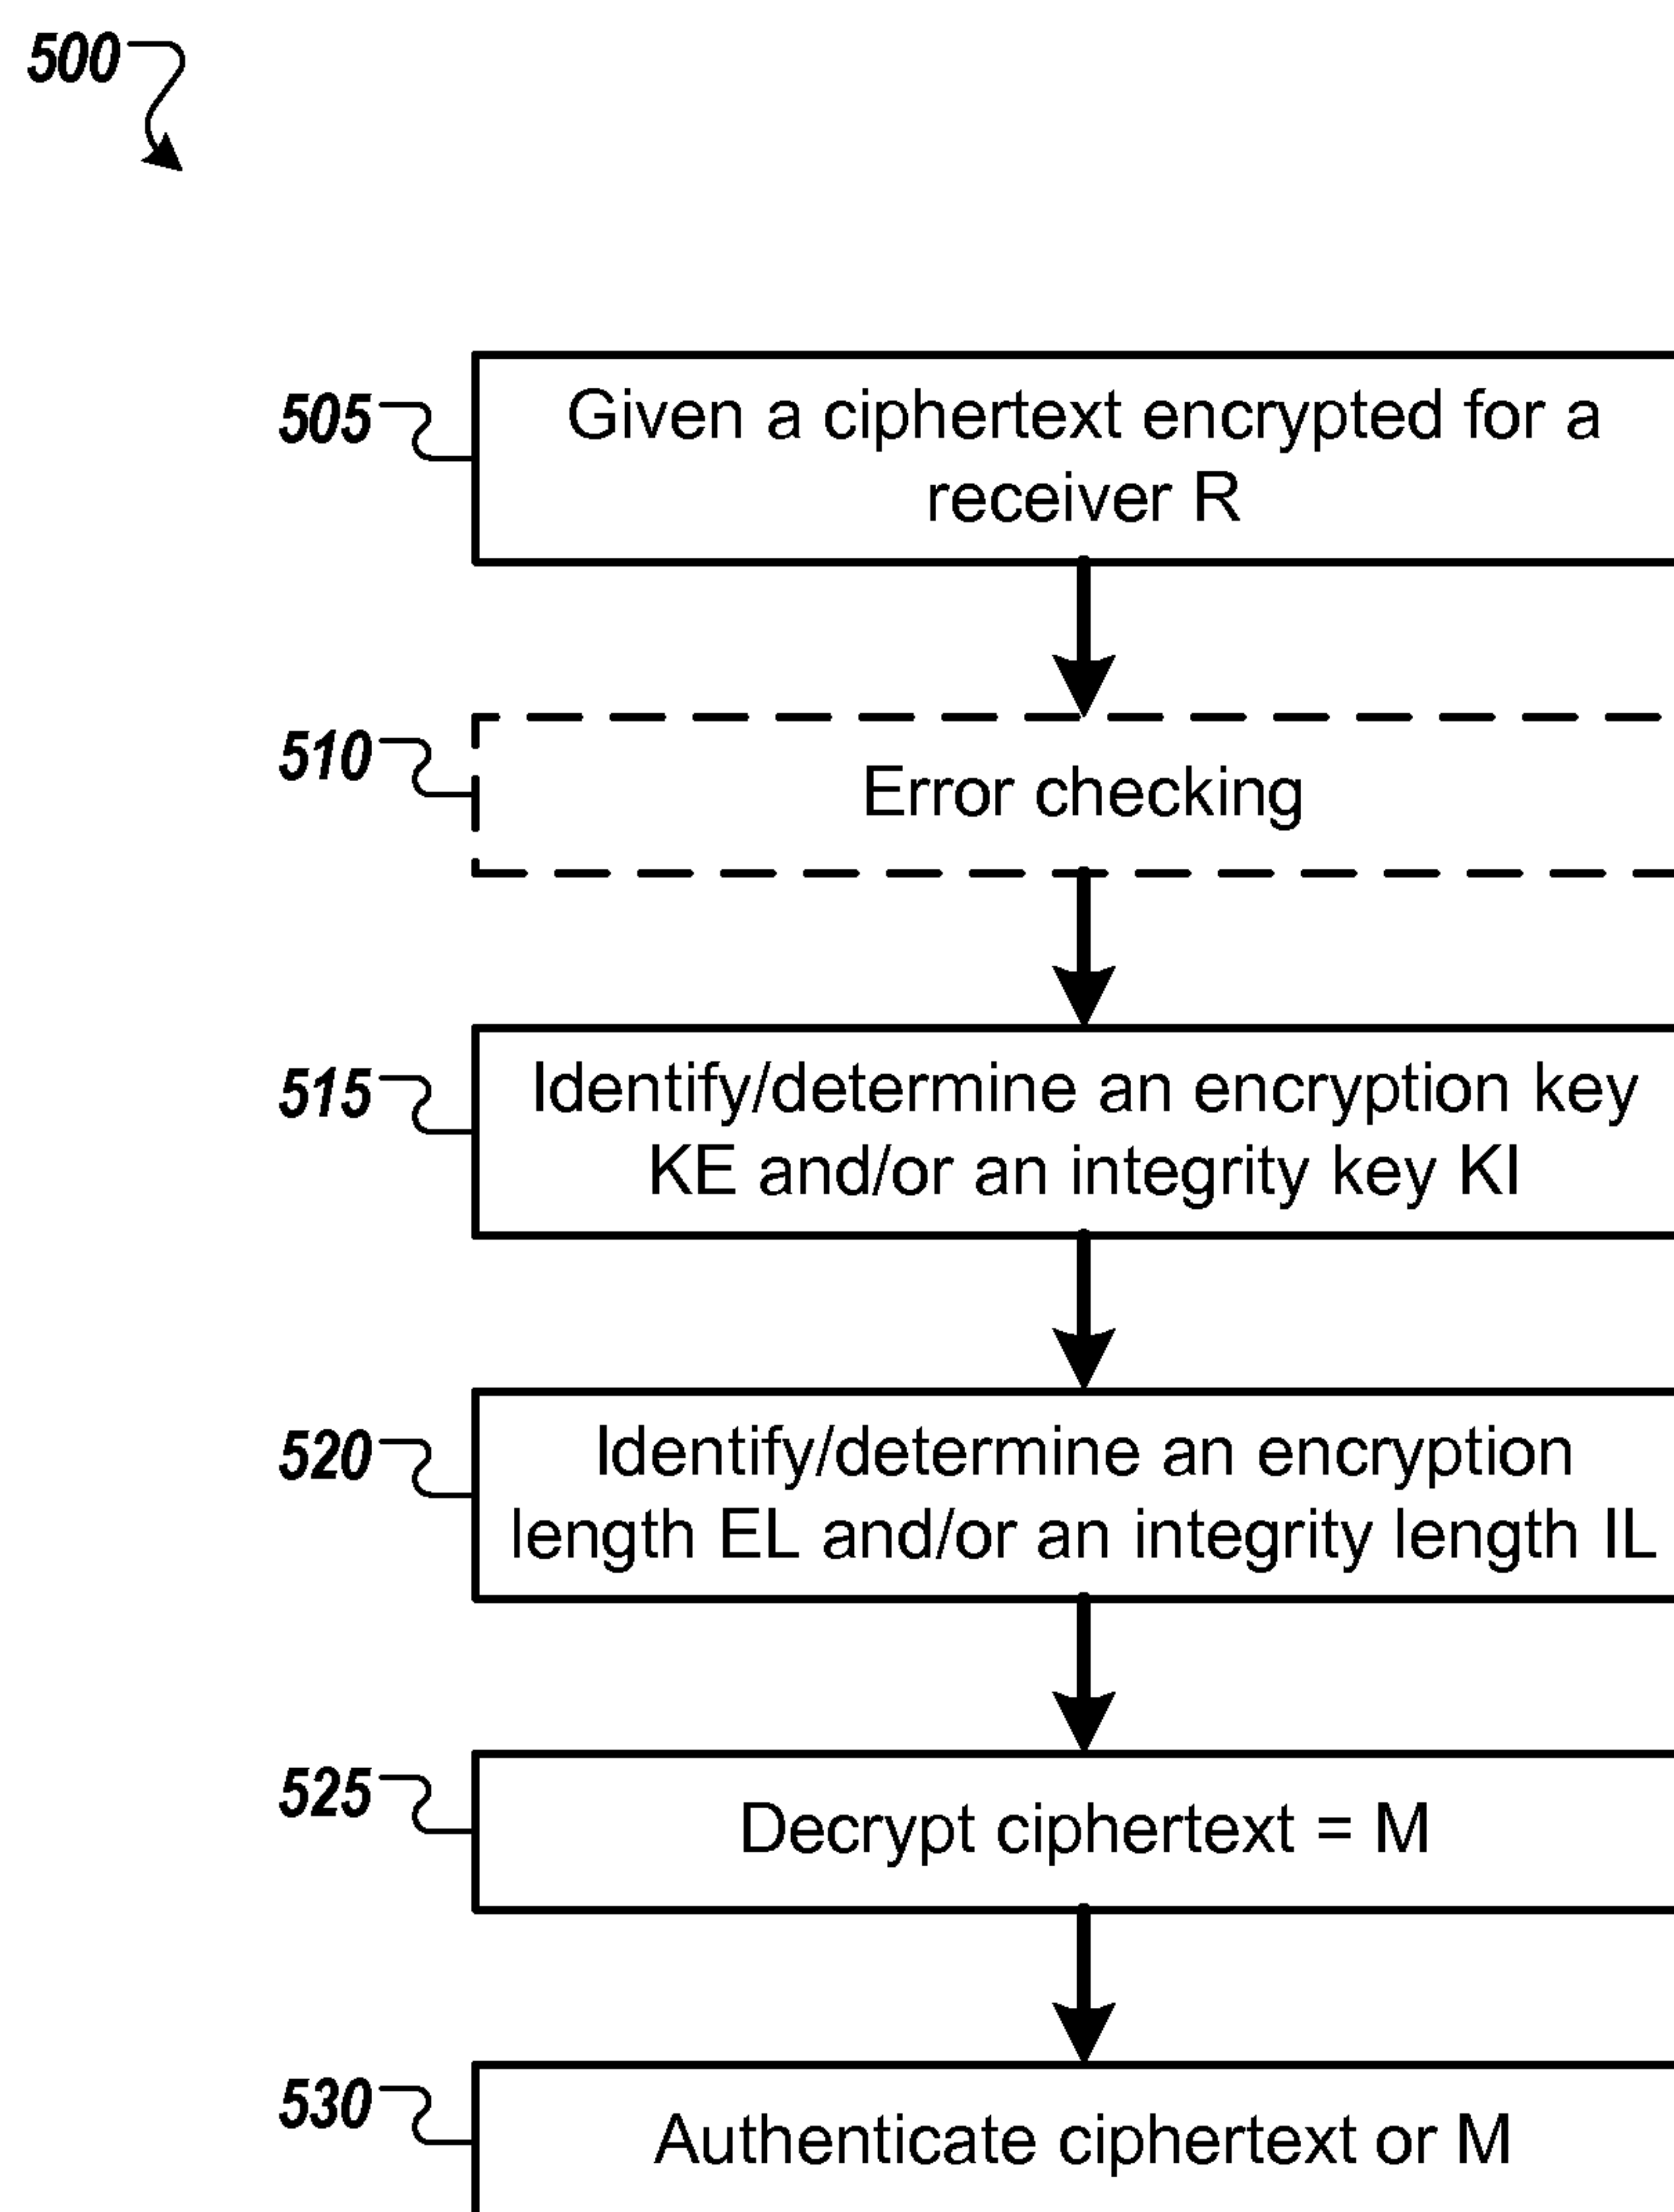 500
505
Given a ciphertext encrypted for a
receiver R
510
Error checking
515
Identify/determine an encryption key
KE and/or an integrity key KI
520
Identify/determine an encryption
length EL and/or an integrity length IL
525
Decrypt ciphertext = M
530
Authenticate ciphertext or M